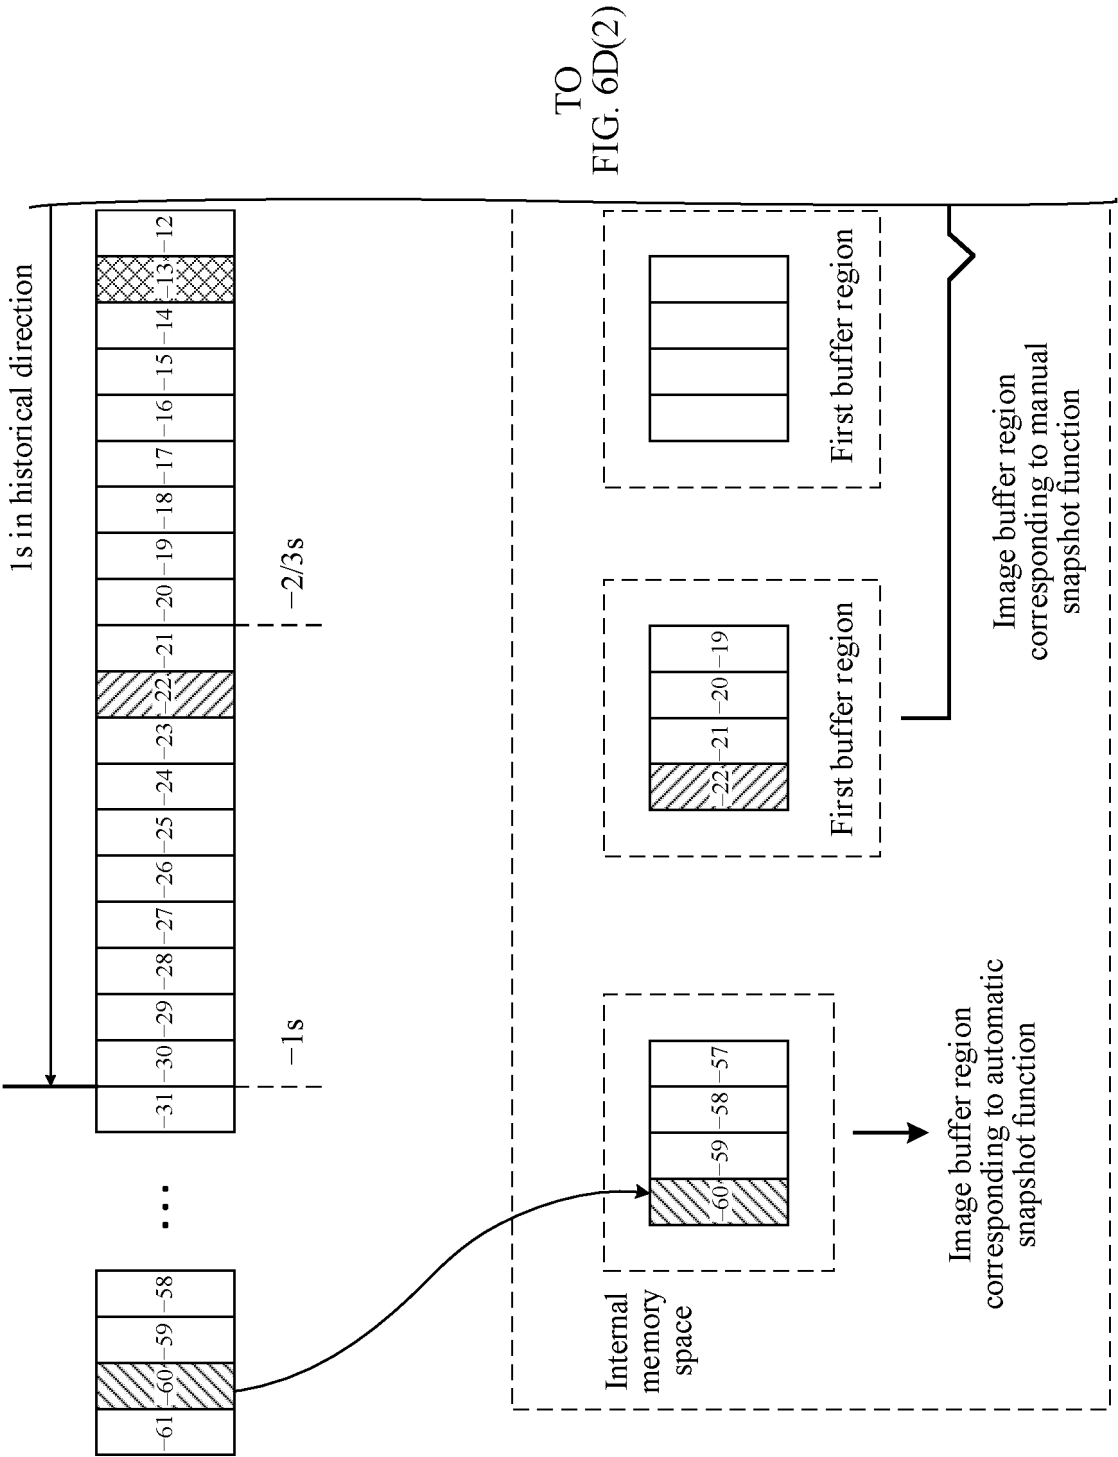 1s in historical direction
−61 −60 −59 −58 ... −31 −30 −29 −28 −27 −26 −25 −24 −23 −22 −21 −20 −19 −18 −17 −16 −15 −14 −13 −12
−1s
−2/3s
TO
FIG. 6D(2)
Internal
memory
space
−60 −59 −58 −57
−22 −21 −20 −19
First buffer region
First buffer region
Image buffer region
corresponding to automatic
snapshot function
Image buffer region
corresponding to manual
snapshot function